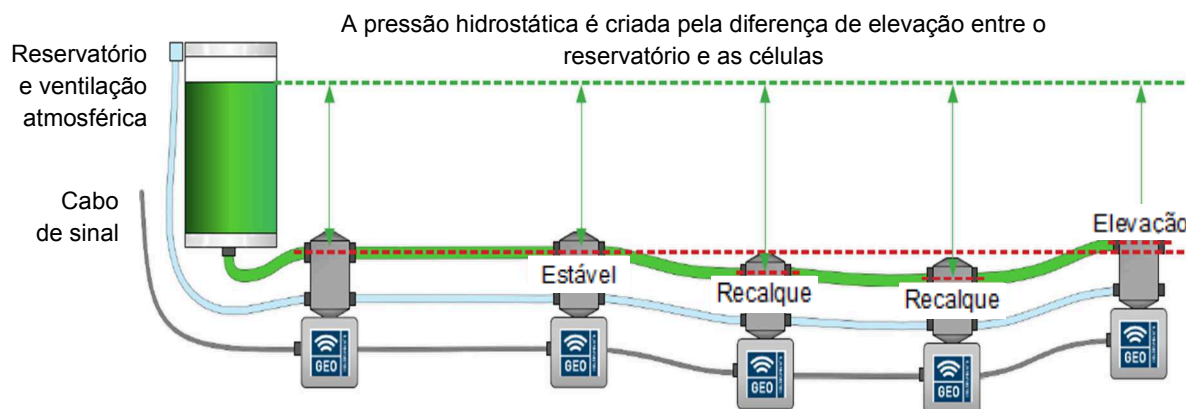 A pressão hidrostática é criada pela diferença de elevação entre o
reservatório e as células
Reservatório
e ventilação
atmosférica
Cabo
de sinal
Estável
Recalque
Recalque
Elevação
GEO
GEO
GEO
GEO
GEO